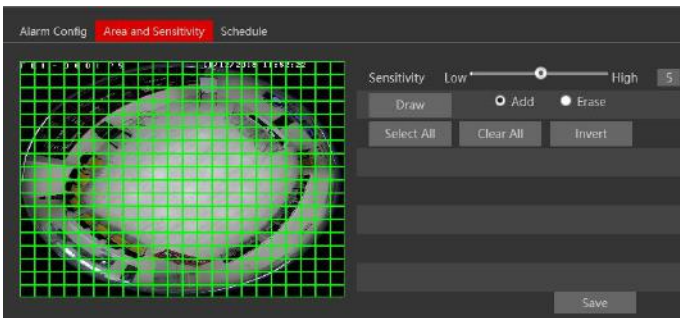 Alarm Config Area and Sensitivity Schedule
Sensitivity Low High 5
Draw Add Erase
Select All Clear All Invert
Save